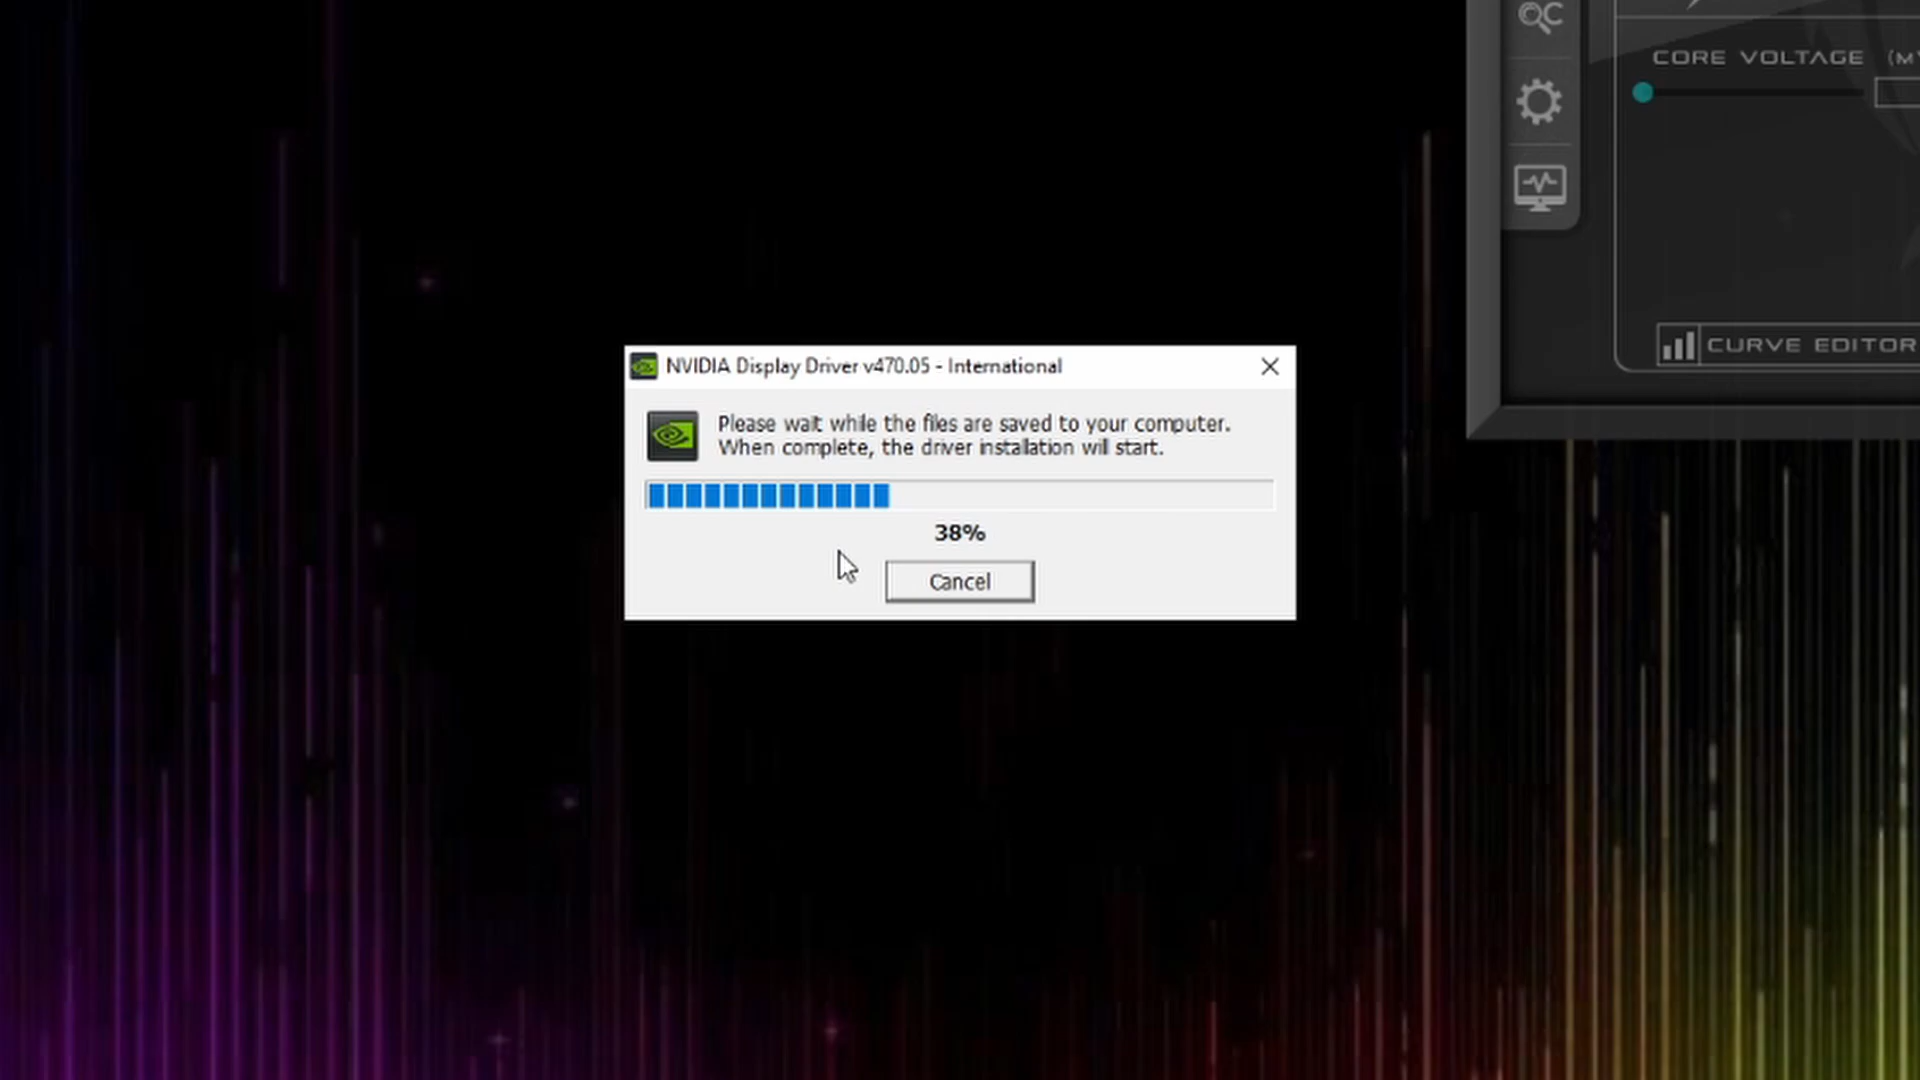 CORE VOLTAGE
CURVE EDITOR
NVIDIA Display Driver v470.05 - International
Please wait while the files are saved to your computer.
When complete, the driver installation will start.
38%
Cancel